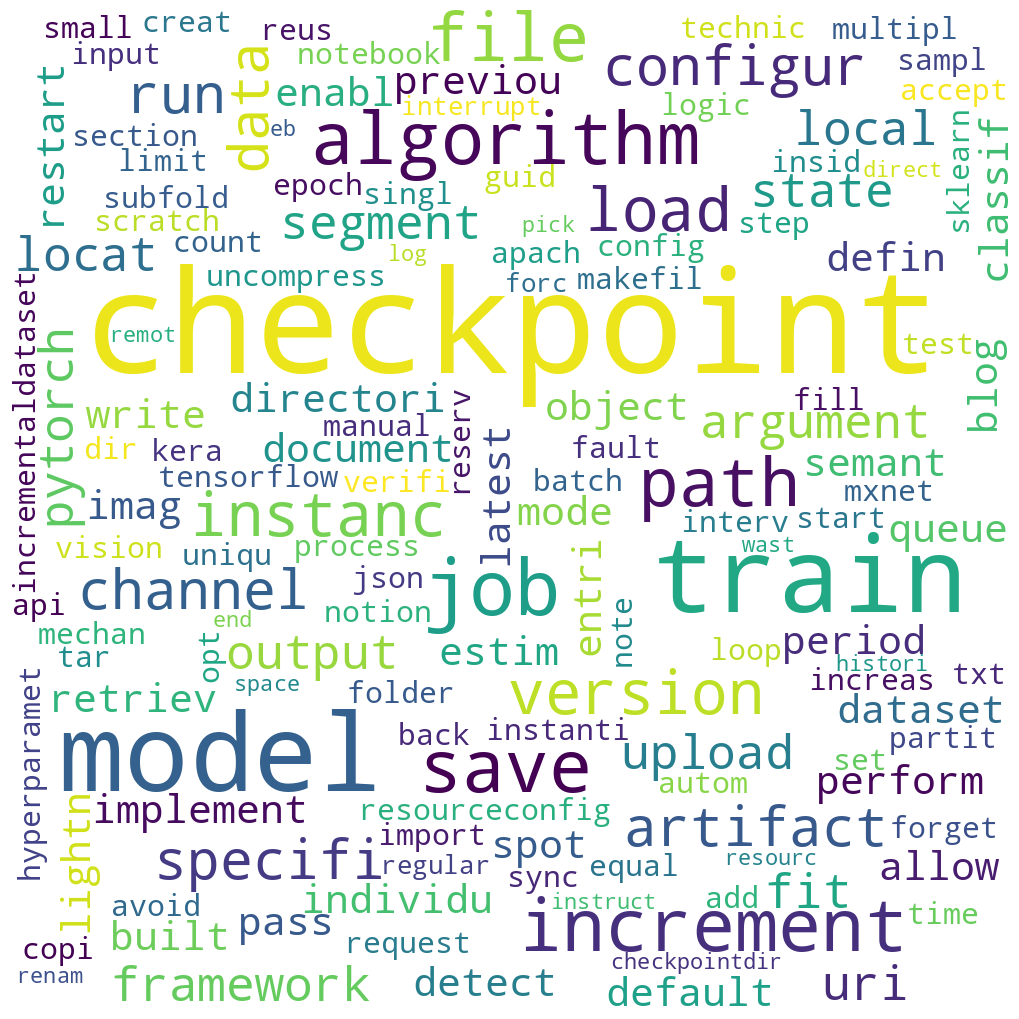 small
creat
reus
file
technic
multipl
input
notebook
configur
sampl
run
data
enabl
previou
interrupt
logic
accept
restart
section
eb
algorithm
local
sklearn
classif
limit
insid
direct
subfold
epoch
singl
guid
load
state
scratch
segment
pick
step
locat
count
log
apach
config
defin
uncompress
forc
makefil
checkpoint
remot
test
incrementaldataset
pytorch
blog
write
directori
reserv
object
fill
argument
manual
dir
kera
document
latest
fault
path
semant
tensorflow
verifi
batch
mxnet
imag
instanc
mode
interv
start
queue
vision
uniqu
process
wast
api
channel
json
job
entri
train
notion
note
mechan
end
tar
opt
output
estim
loop
period
histori
hyperparamet
retriev
space
folder
version
increas
txt
model
back
instanti
dataset
save
upload
set
partit
autom
perform
lightn
implement
resourceconfig
artifact
forget
import
spot
specifi
regular
sync
equal
resourc
allow
avoid
individu
instruct
add
fit
built
pass
increment
time
copi
request
renam
framework
detect
checkpointdir
default
uri